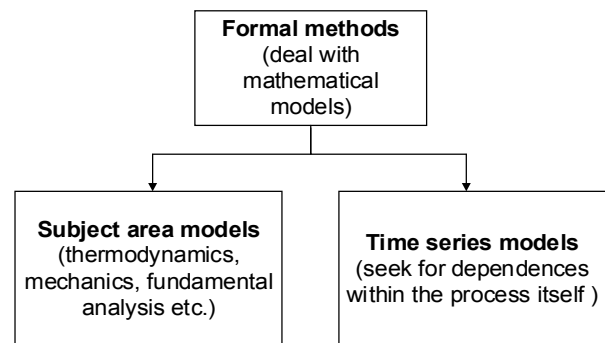 Formal methods
(deal with
mathematical
models)
Subject area models
(thermodynamics,
mechanics, fundamental
analysis etc.)
Time series models
(seek for dependences
within the process itself )